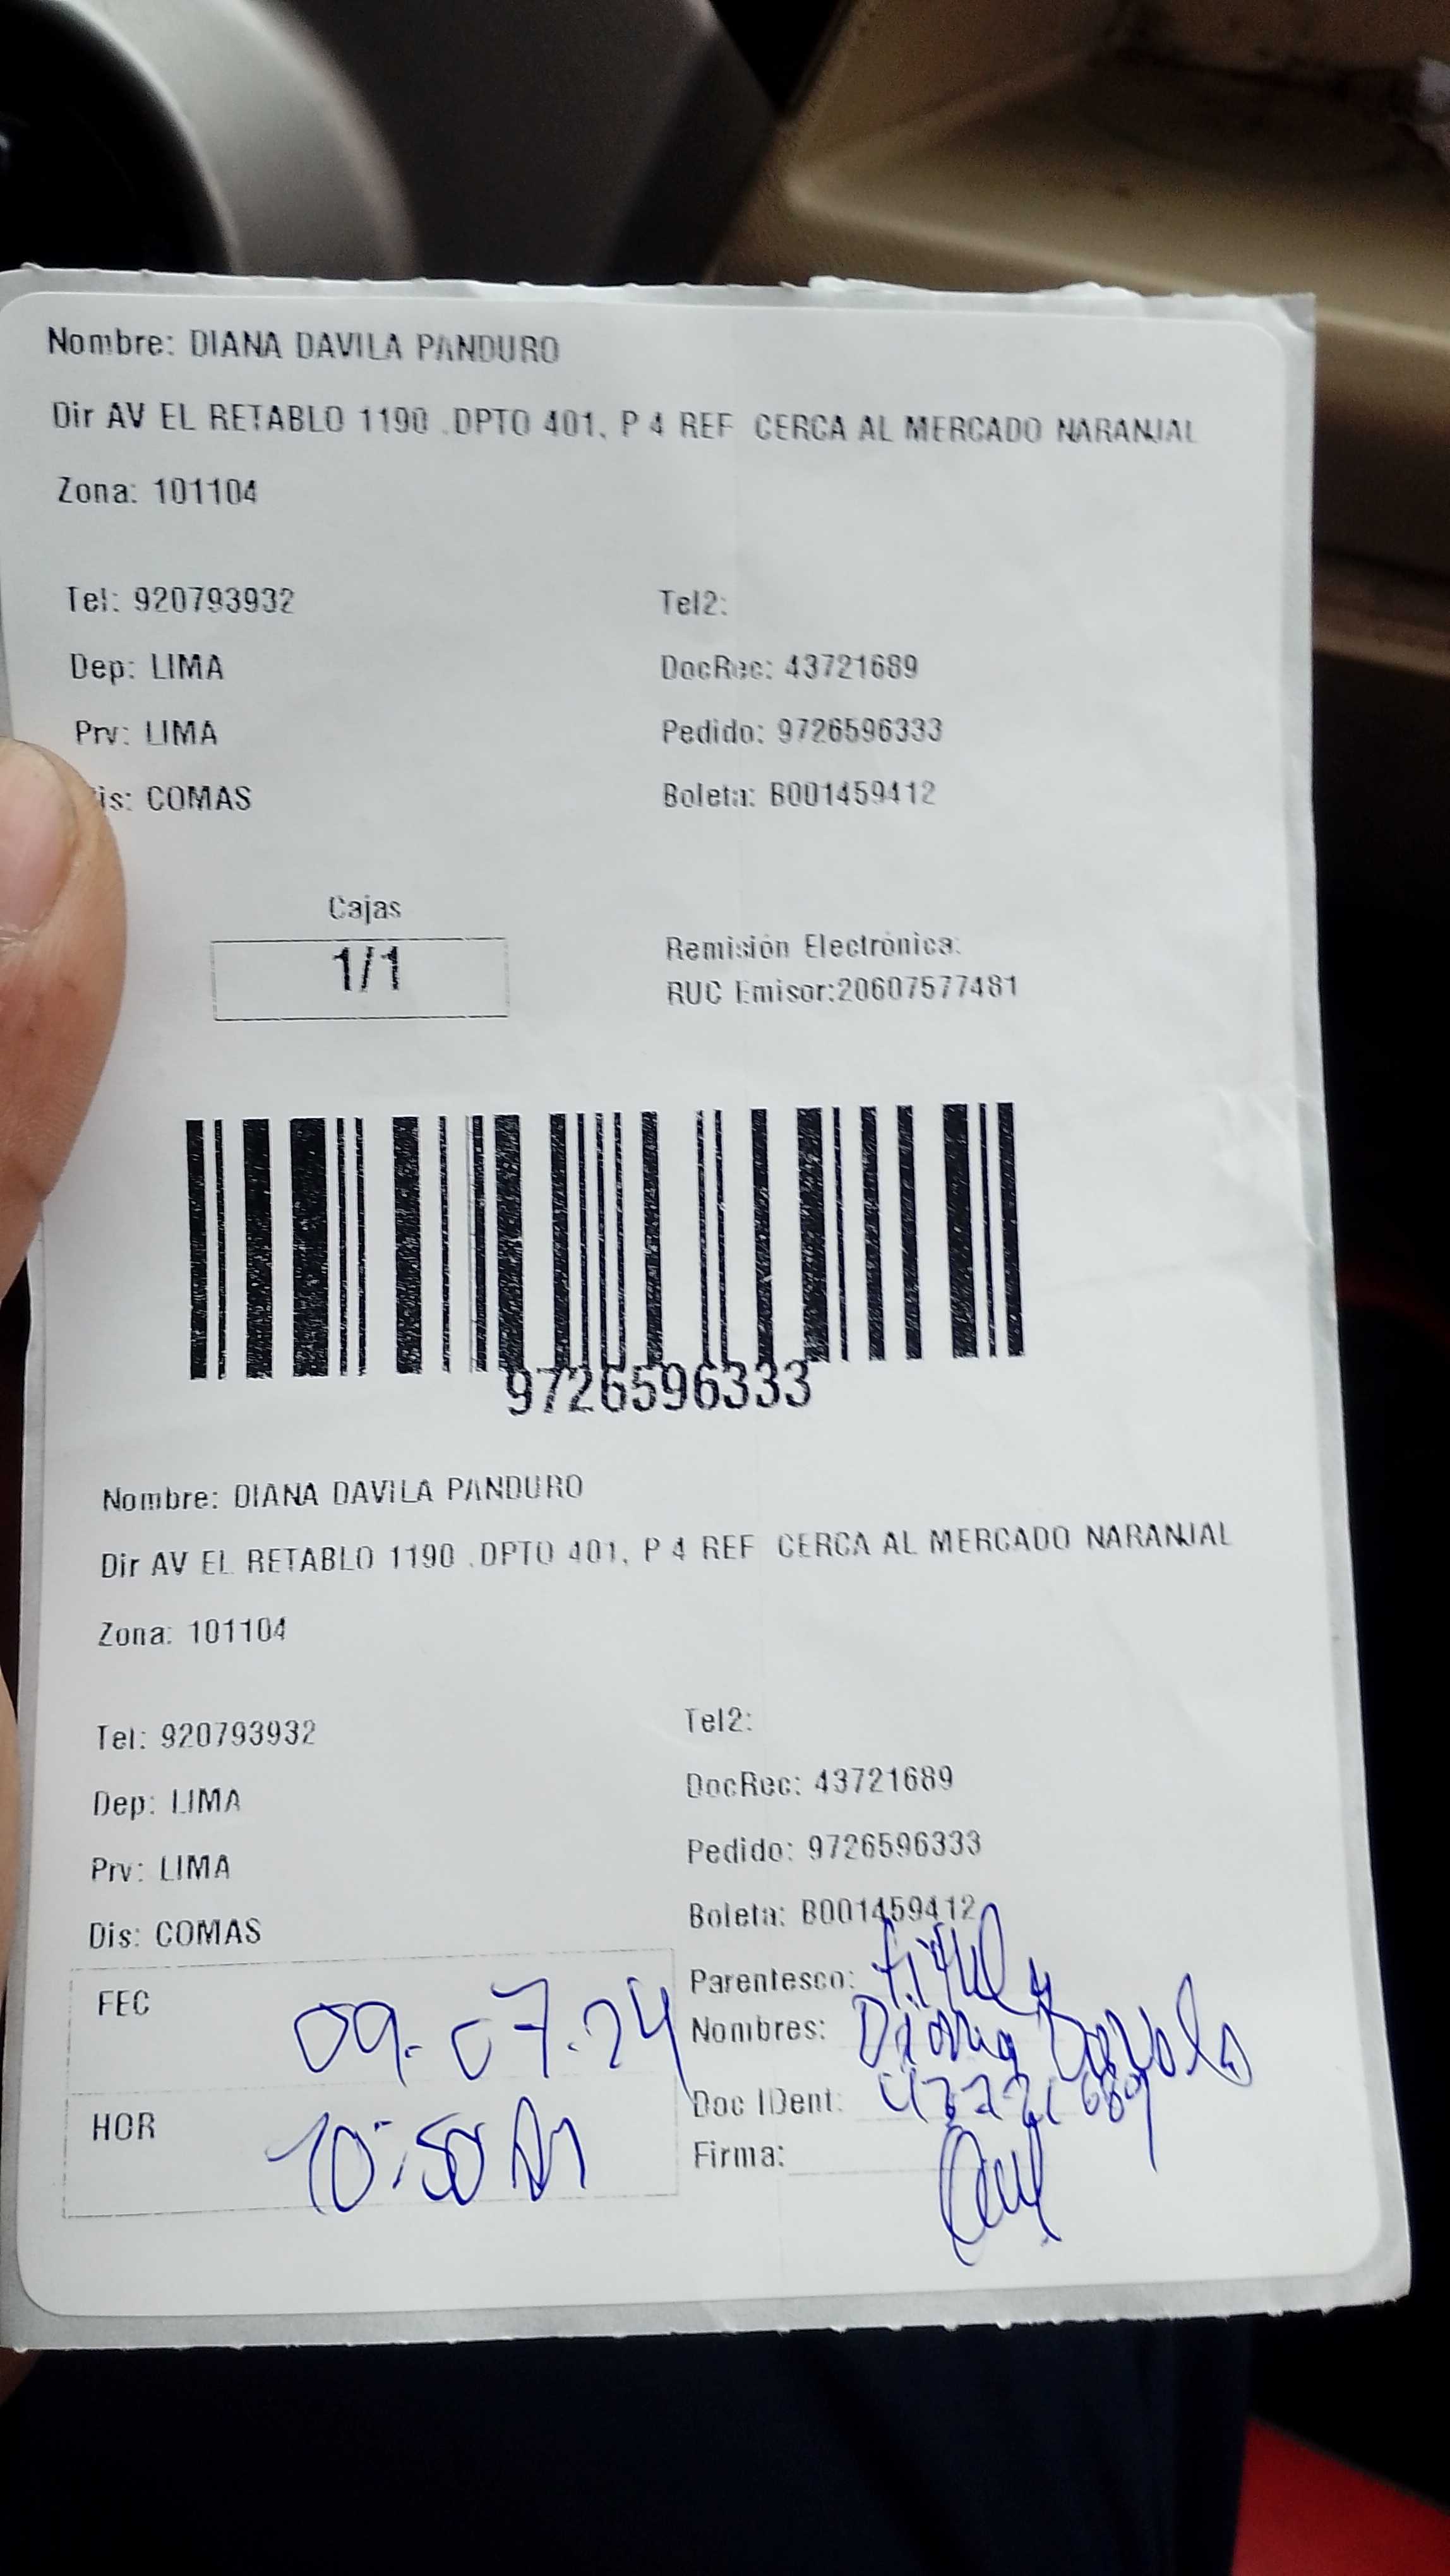 Nombre: DIANA DAVILA PANDURO
Dir AV EL RETABLO 1190 .DPTO 401, P 4 REF CERCA AL MERCADO NARANJAL
Zona: 101104
Tel: 920793932 Tel2:
Dep: LIMA DocRec: 43721689
Prv: LIMA Pedido: 9726596333
is: COMAS Boleta: B001459412
Cajas
1/1
Remisión Electrónica:
RUC Emisor:20607577481
9726596333
Nombre: DIANA DAVILA PANDURO
Dir AV EL RETABLO 1190 .DPTO 401, P 4 REF CERCA AL MERCADO NARANJAL
Zona: 101104
Tel: 920793932 Tel2:
Dep: LIMA DocRec: 43721689
Prv: LIMA Pedido: 9726596333
Dis: COMAS Boleta: B001459412
FEC 09.07.24
HOR 10:50 Am
Parentesco:
Nombres: Diana Davila
Doc IDent:
Firma: